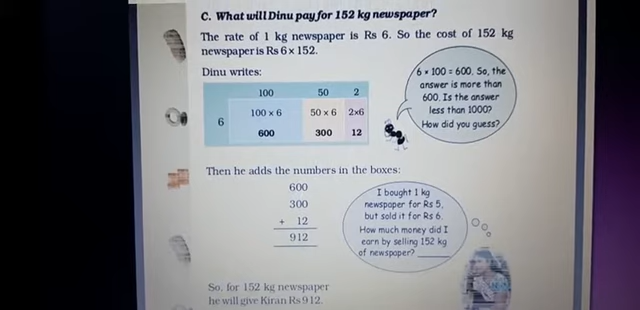 C. What will Dinu pay for 152 kg newspaper?
The rate of 1 kg newspaper is Rs 6. So the cost of 152 kg
newspaper is Rs 6 × 152.
Dinu writes:
100 50 2
6
100 x 6 50 x 6 2×6
600 300 12
6 × 100 = 600. So, the
answer is more than
600. Is the answer
less than 1000?
How did you guess?
Then he adds the numbers in the boxes:
600
300
+ 12
912
I bought 1 kg
newspaper for Rs 5,
but sold it for Rs 6.
How much money did I
earn by selling 152 kg
of newspaper? ______
So, for 152 kg newspaper
he will give Kiran Rs 912.